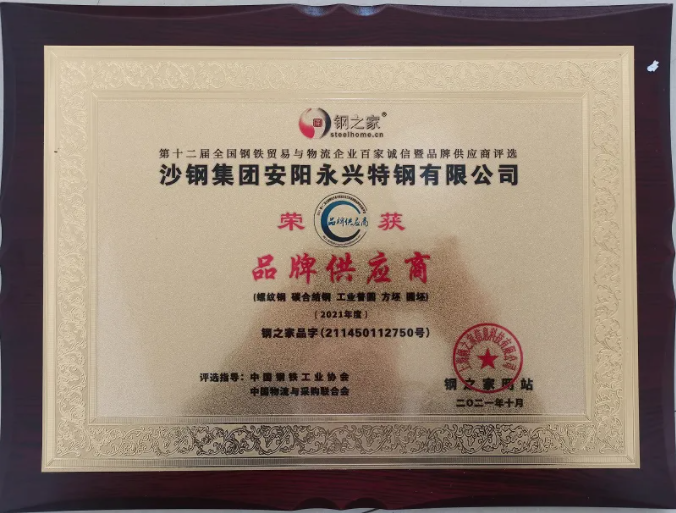 钢之家®
steelhome.cn
第十二届全国钢铁贸易与物流企业百家诚信暨品牌供应商评选
沙钢集团安阳永兴特钢有限公司
荣 品牌供应商 获
品牌供应商
(螺纹钢 碳合结钢 工业普圆 方坯 圆坯)
(2021年度)
钢之家品字(211450112750号)
评选指导：中国钢铁工业协会
中国物流与采购联合会
钢之家网站
二〇二一年十月